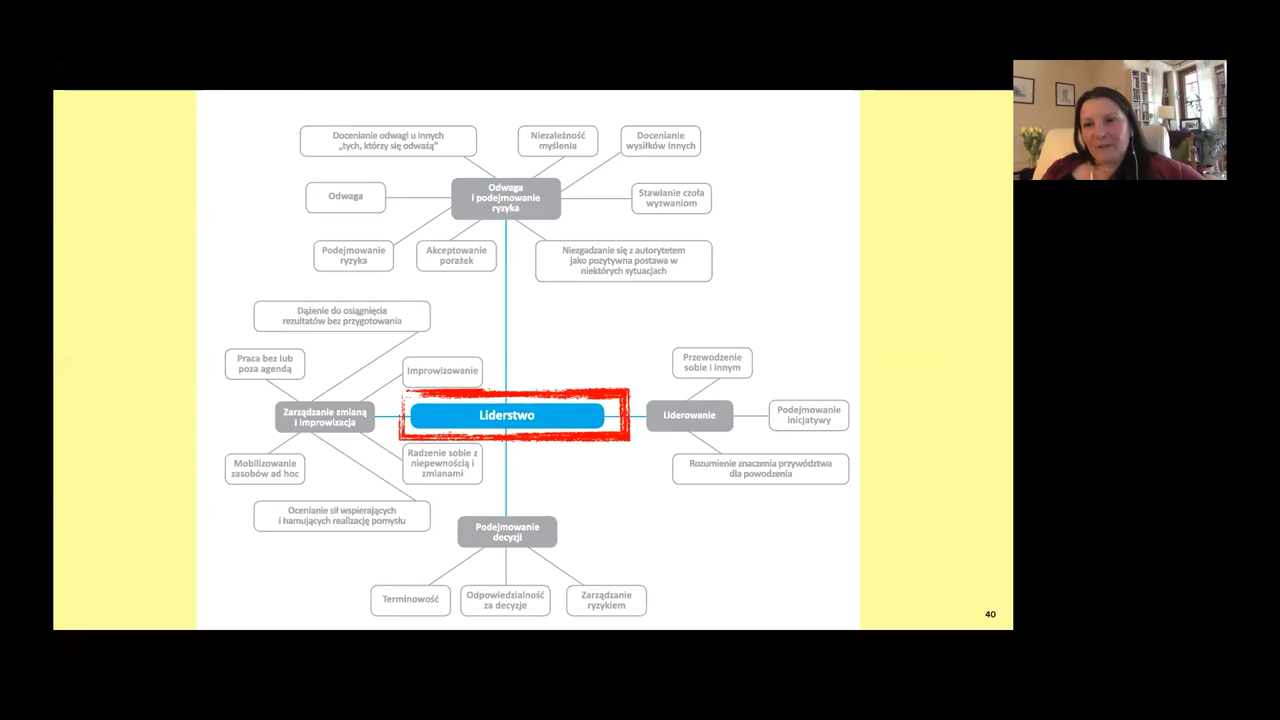 Docenianie odwagi u innych
„tych, którzy się odważą”
Niezależność
myślenia
Docenianie
wysiłków innych
Odwaga
Odwaga
i podejmowanie
ryzyka
Stawianie czoła
wyzwaniom
Podejmowanie
ryzyka
Akceptowanie
porażek
Niezgadzanie się z autorytetem
jako pozytywna postawa w
niektórych sytuacjach
Dążenie do osiągnięcia
rezultatów bez przygotowania
Praca bez lub
poza agendą
Improwizowanie
Przewodzenie
sobie i innym
Zarządzanie zmianą
i improwizacja
Liderstwo
Liderowanie
Podejmowanie
inicjatywy
Mobilizowanie
zasobów ad hoc
Radzenie sobie z
niepewnością i
zmianami
Rozumienie znaczenia przywództwa
dla powodzenia
Ocenianie sił wspierających
i hamujących realizację pomysłu
Podejmowanie
decyzji
Terminowość
Odpowiedzialność
za decyzje
Zarządzanie
ryzykiem
40